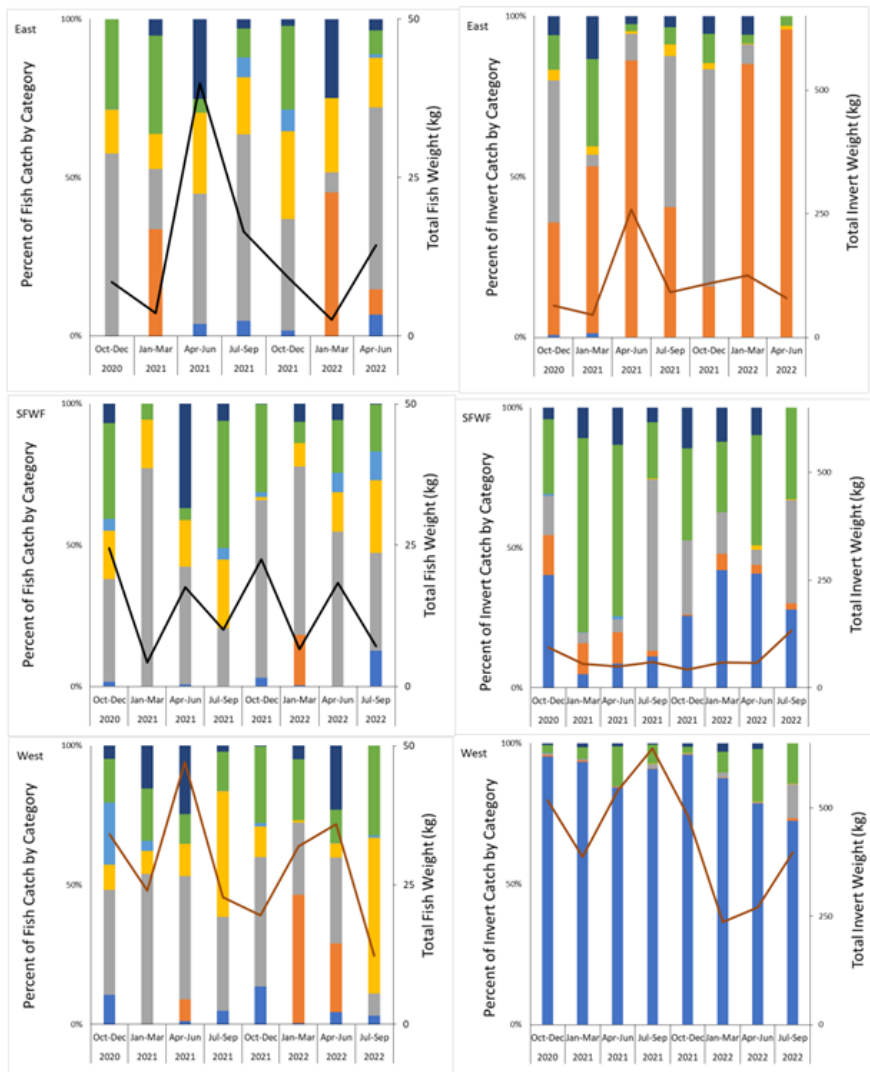 East
100%
50%
0%
Percent of Fish Catch by Category
50
25
0
Total Fish Weight (kg)
Oct-Dec Jan-Mar Apr-Jun Jul-Sep Oct-Dec Jan-Mar Apr-Jun
2020 2021 2021 2021 2021 2022 2022
East
100%
50%
0%
Percent of Invert Catch by Category
500
250
0
Total Invert Weight (kg)
Oct-Dec Jan-Mar Apr-Jun Jul-Sep Oct-Dec Jan-Mar Apr-Jun
2020 2021 2021 2021 2021 2022 2022
SFWF
100%
50%
0%
Percent of Fish Catch by Category
50
25
0
Total Fish Weight (kg)
Oct-Dec Jan-Mar Apr-Jun Jul-Sep Oct-Dec Jan-Mar Apr-Jun Jul-Sep
2020 2021 2021 2021 2021 2022 2022 2022
SFWF
100%
50%
0%
Percent of Invert Catch by Category
500
250
0
Total Invert Weight (kg)
Oct-Dec Jan-Mar Apr-Jun Jul-Sep Oct-Dec Jan-Mar Apr-Jun Jul-Sep
2020 2021 2021 2021 2021 2022 2022 2022
West
100%
50%
0%
Percent of Fish Catch by Category
50
25
0
Total Fish Weight (kg)
Oct-Dec Jan-Mar Apr-Jun Jul-Sep Oct-Dec Jan-Mar Apr-Jun Jul-Sep
2020 2021 2021 2021 2021 2022 2022 2022
West
100%
50%
0%
Percent of Invert Catch by Category
500
250
0
Total Invert Weight (kg)
Oct-Dec Jan-Mar Apr-Jun Jul-Sep Oct-Dec Jan-Mar Apr-Jun Jul-Sep
2020 2021 2021 2021 2021 2022 2022 2022